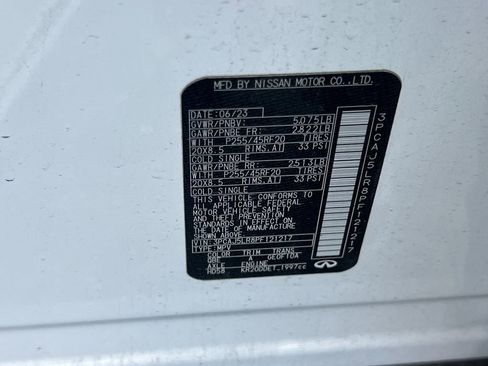 MFD BY NISSAN MOTOR CO.,LTD.
DATE: 06/23
GVWR/PNBV: 5075LB
GAWR/PNBE FR: 2822LB
WITH P255/45RF20 TIRES
20X8.5 RIMS,AT 33 PSI
COLD SINGLE
GAWR/PNBE RR: 2513LB
WITH P255/45RF20 TIRES
20X8.5 RIMS,AT 33 PSI
COLD SINGLE
THIS VEHICLE CONFORMS TO
ALL APPLICABLE FEDERAL
MOTOR VEHICLE SAFETY
AND THEFT PREVENTION
STANDARDS IN EFFECT ON
THE DATE OF MANUFACTURE
SHOWN ABOVE
VIN:3PCAJ5LR8PF121217
TYPE:MPV
COLOR TRIM TRANS
QBE A GEOFTOA
AXLE ENGINE
HD58 KR20DDET 1997cc
INFINITI
3PCAJ5LR8PF121217